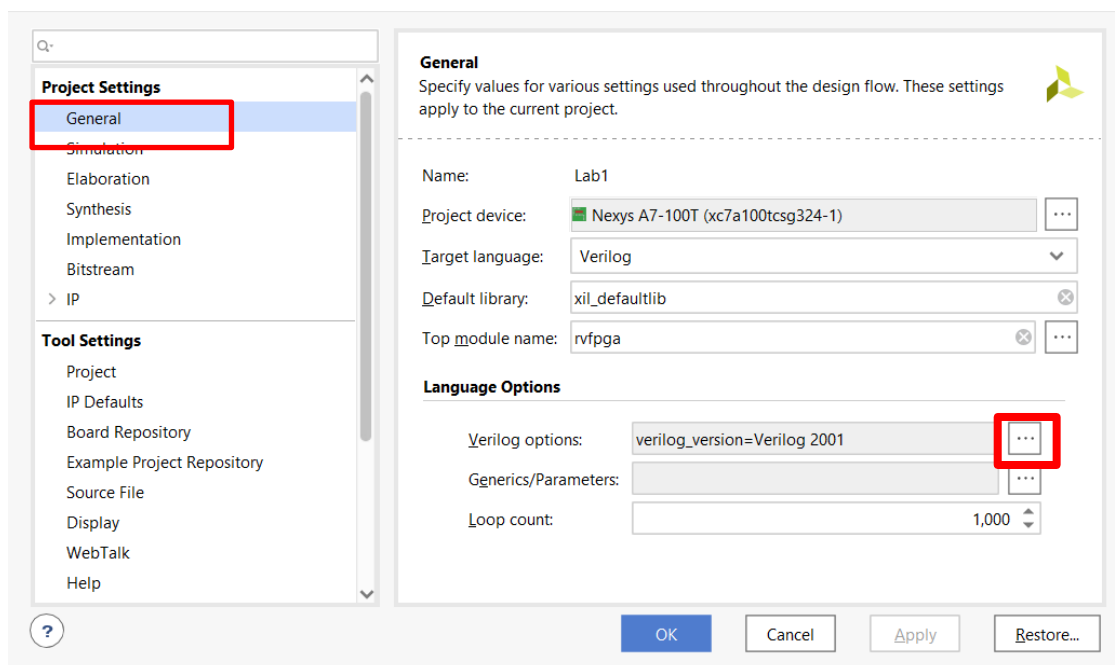 Project Settings
General
Simulation
Elaboration
Synthesis
Implementation
Bitstream
IP
Tool Settings
Project
IP Defaults
Board Repository
Example Project Repository
Source File
Display
WebTalk
Help
General
Specify values for various settings used throughout the design flow. These settings
apply to the current project.
Name: Lab1
Project device: Nexys A7-100T (xc7a100tcsg324-1) ...
Target language: Verilog
Default library: xil_defaultlib
Top module name: rvfpga ...
Language Options
Verilog options: verilog_version=Verilog 2001 ...
Generics/Parameters: ...
Loop count: 1,000
? OK Cancel Apply Restore...